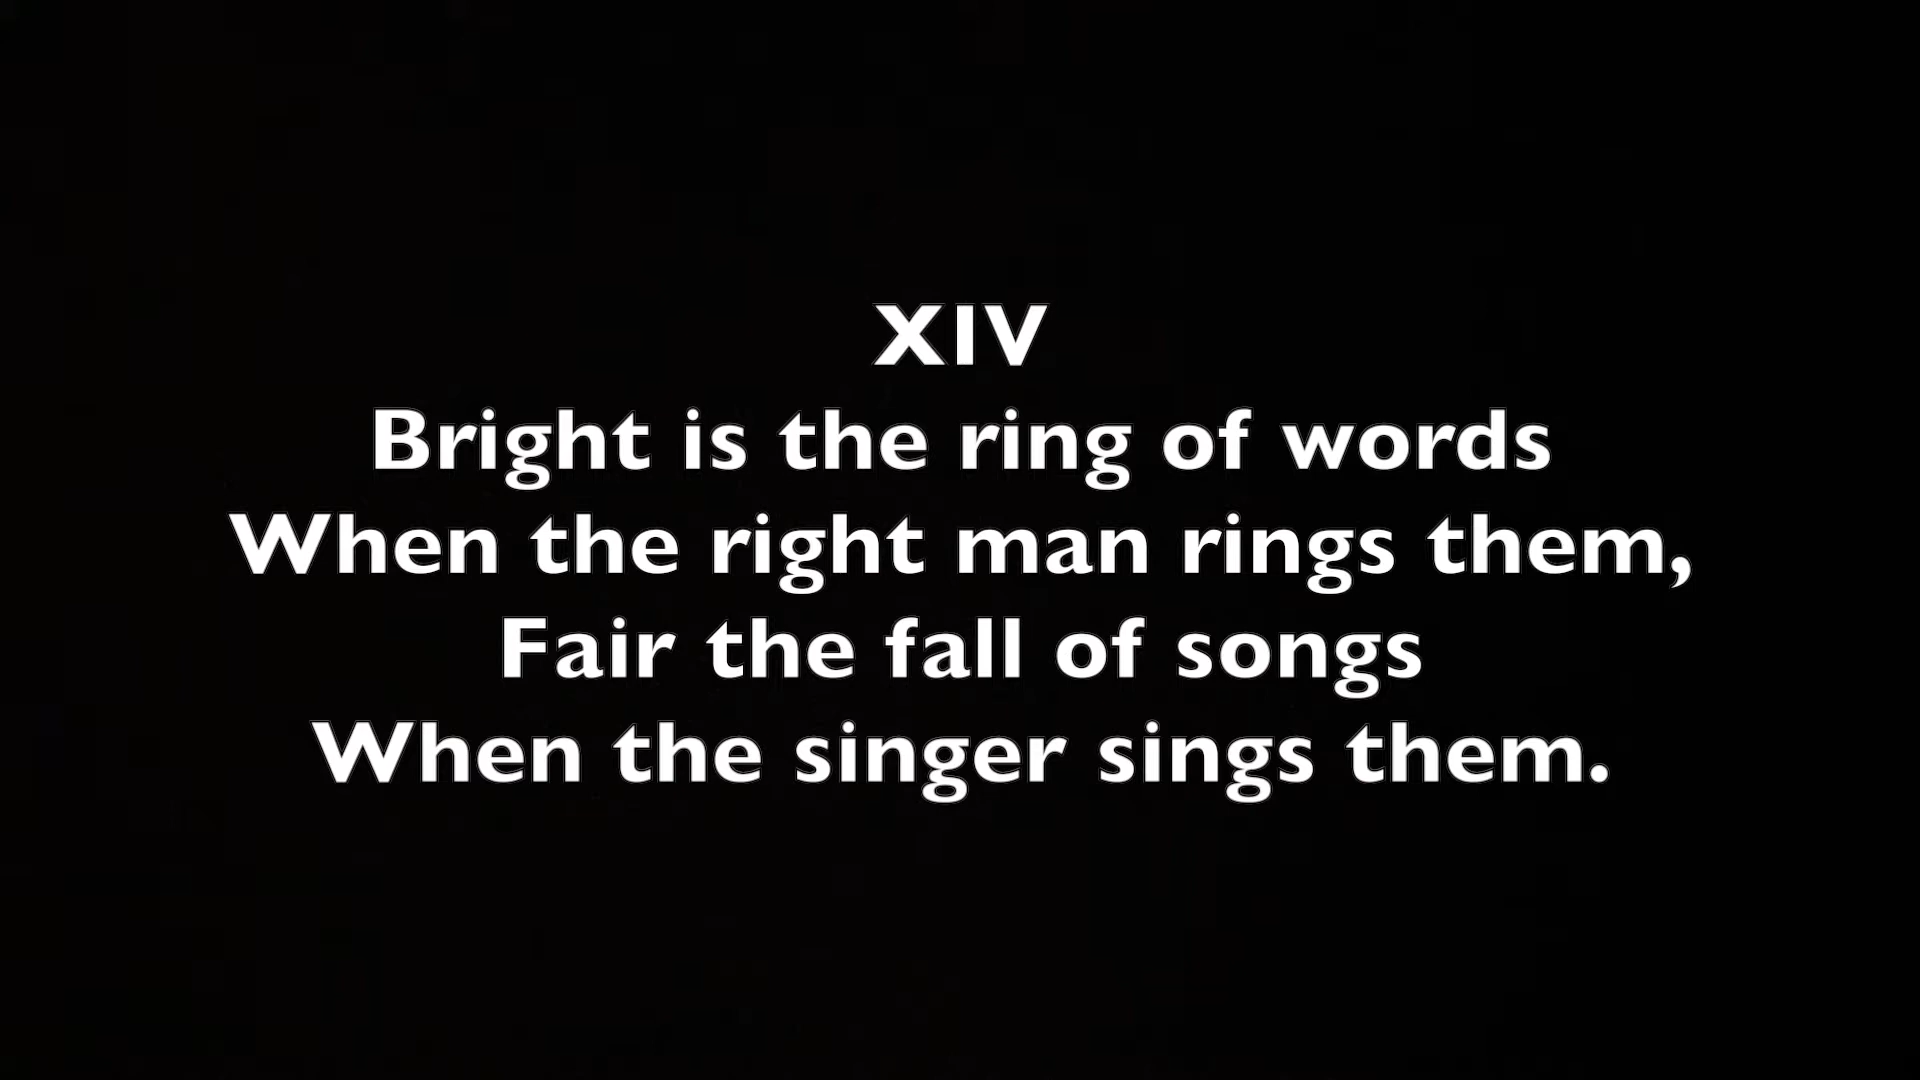 XIV
Bright is the ring of words
When the right man rings them,
Fair the fall of songs
When the singer sings them.